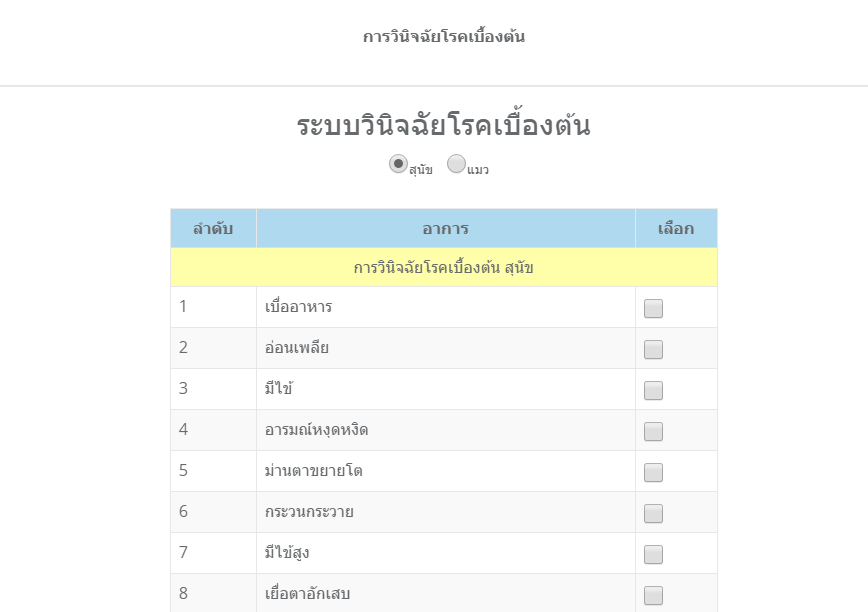 การวินิจฉัยโรคเบื้องต้น
ระบบวินิจฉัยโรคเบื้องต้น
สุนัข แมว
ลำดับ อาการ เลือก
การวินิจฉัยโรคเบื้องต้น สุนัข
1 เบื่ออาหาร
2 อ่อนเพลีย
3 มีไข้
4 อารมณ์หงุดหงิด
5 ม่านตาขยายโต
6 กระวนกระวาย
7 มีไข้สูง
8 เยื่อตาอักเสบ